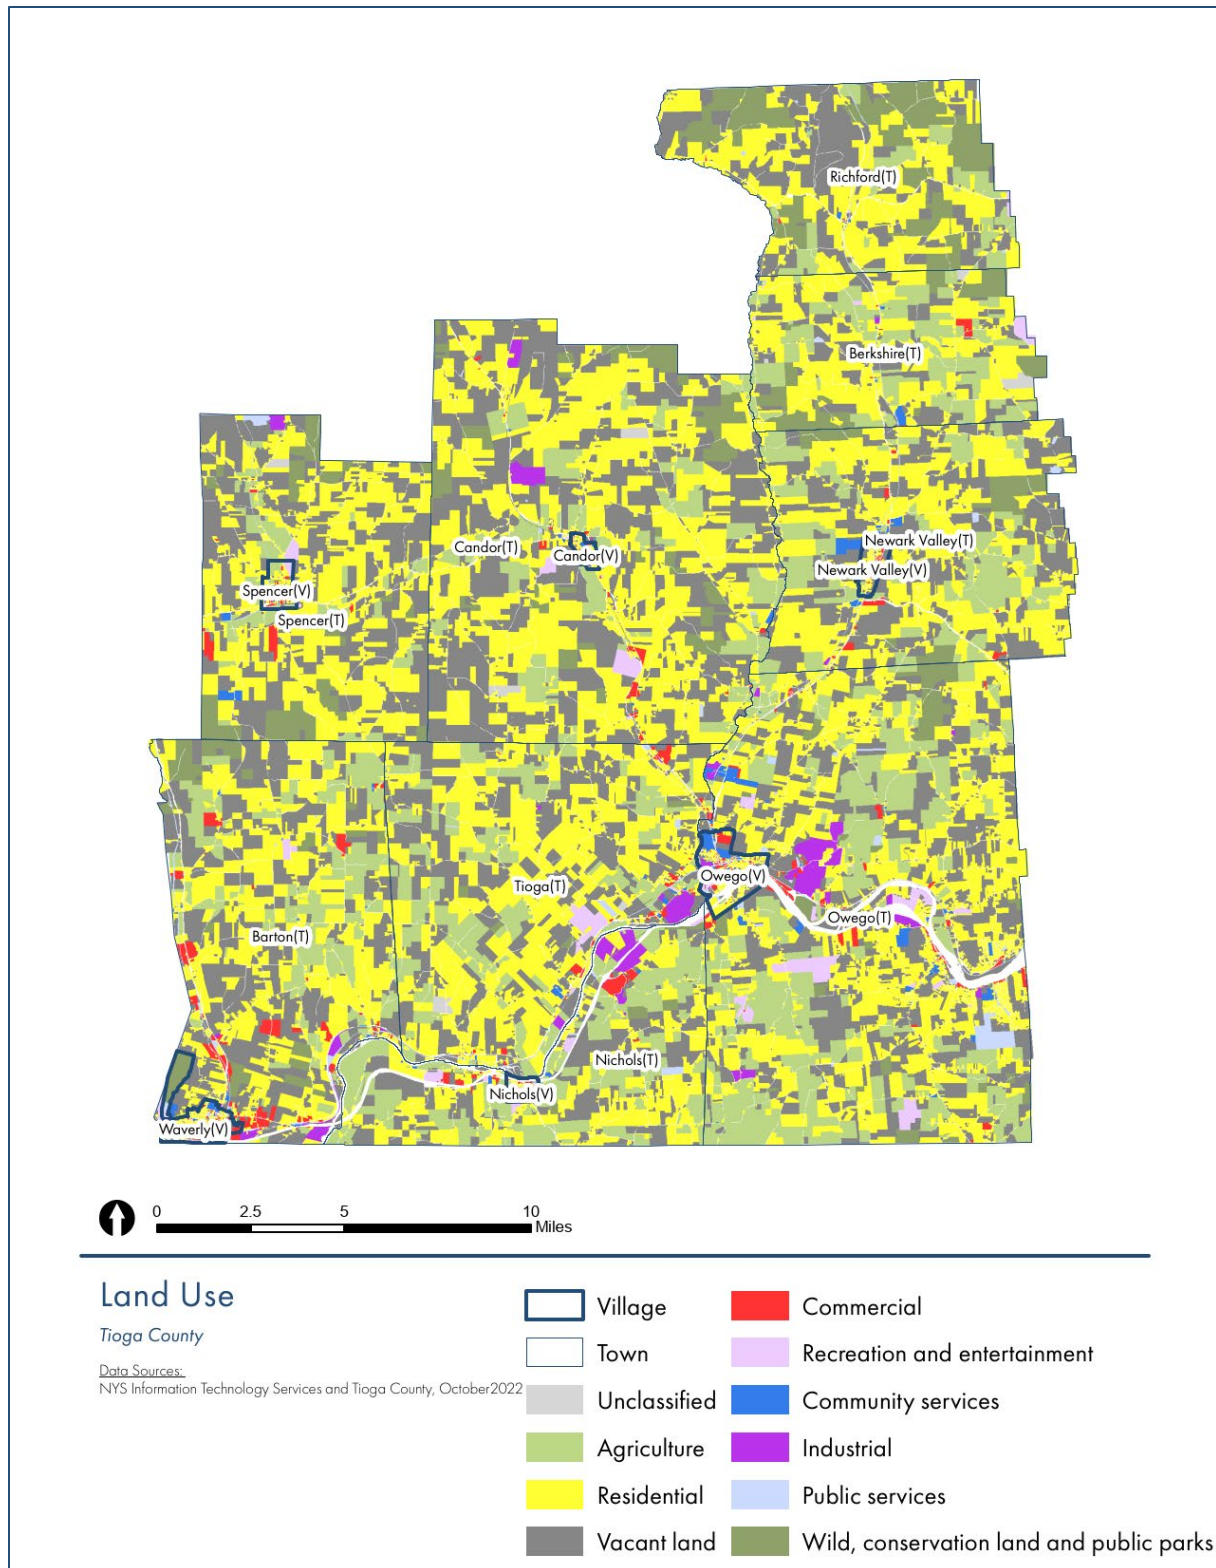 Richford(T)
Berkshire(T)
Newark Valley(T)
Candor(T)
Candor(V)
Newark Valley(V)
Spencer(V)
Spencer(T)
Owego(V)
Tioga(T)
Owego(T)
Barton(T)
Nichols(T)
Nichols(V)
Waverly(V)
0 2.5 5 10
Miles
Land Use
Tioga County
Data Sources:
NYS Information Technology Services and Tioga County, October2022
Village
Town
Unclassified
Agriculture
Residential
Vacant land
Commercial
Recreation and entertainment
Community services
Industrial
Public services
Wild, conservation land and public parks